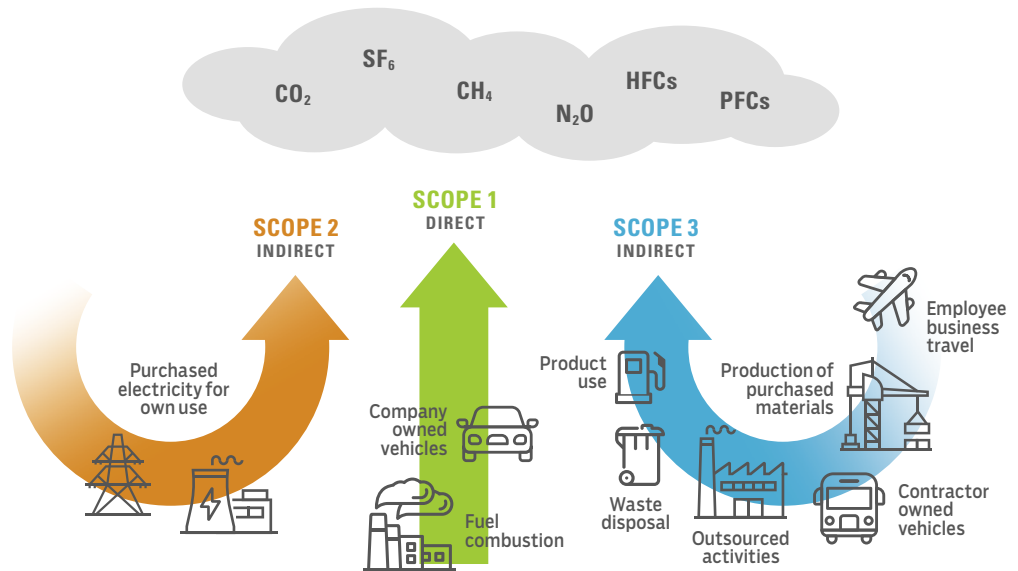 SF₆
CO₂
CH₄
N₂O
HFCs
PFCs
SCOPE 2
INDIRECT
SCOPE 1
DIRECT
SCOPE 3
INDIRECT
Purchased
electricity for
own use
Company
owned
vehicles
Fuel
combustion
Product
use
Waste
disposal
Outsourced
activities
Production of
purchased
materials
Employee
business
travel
Contractor
owned
vehicles